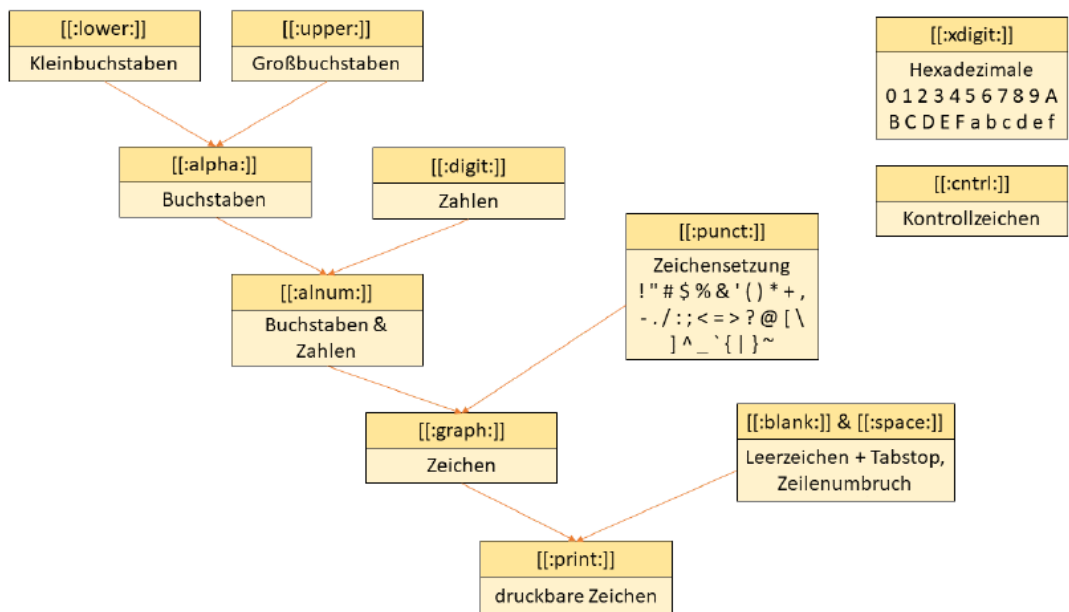 [[:lower:]]
Kleinbuchstaben
[[:upper:]]
Großbuchstaben
[[:xdigit:]]
Hexadezimale
0 1 2 3 4 5 6 7 8 9 A
B C D E F a b c d e f
[[:alpha:]]
Buchstaben
[[:digit:]]
Zahlen
[[:cntrl:]]
Kontrollzeichen
[[:punct:]]
Zeichensetzung
! " # $ % & ' ( ) * + ,
- . / : ; < = > ? @ [ \
] ^ _ ` { | } ~
[[:alnum:]]
Buchstaben &
Zahlen
[[:graph:]]
Zeichen
[[:blank:]] & [[:space:]]
Leerzeichen + Tabstop,
Zeilenumbruch
[[:print:]]
druckbare Zeichen